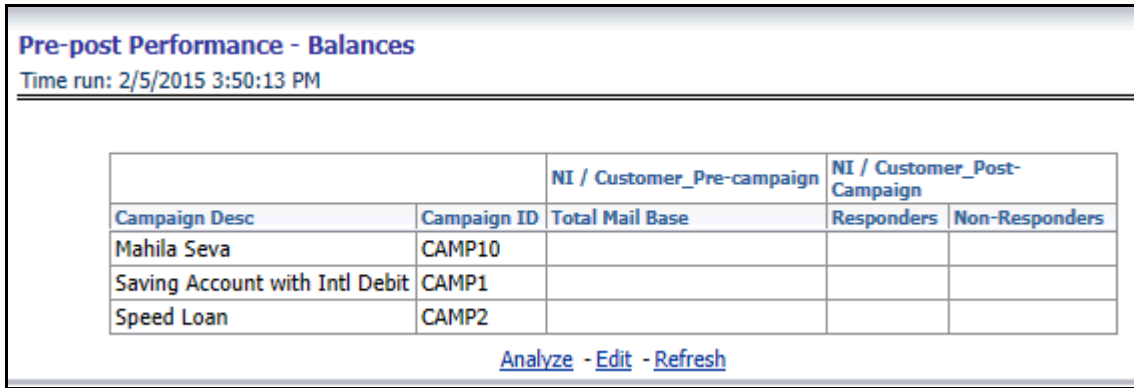 Pre-post Performance - Balances
Time run: 2/5/2015 3:50:13 PM
NI / Customer_Pre-campaign NI / Customer_Post-
Campaign
Campaign Desc Campaign ID Total Mail Base Responders Non-Responders
Mahila Seva CAMP10
Saving Account with Intl Debit CAMP1
Speed Loan CAMP2
Analyze - Edit - Refresh